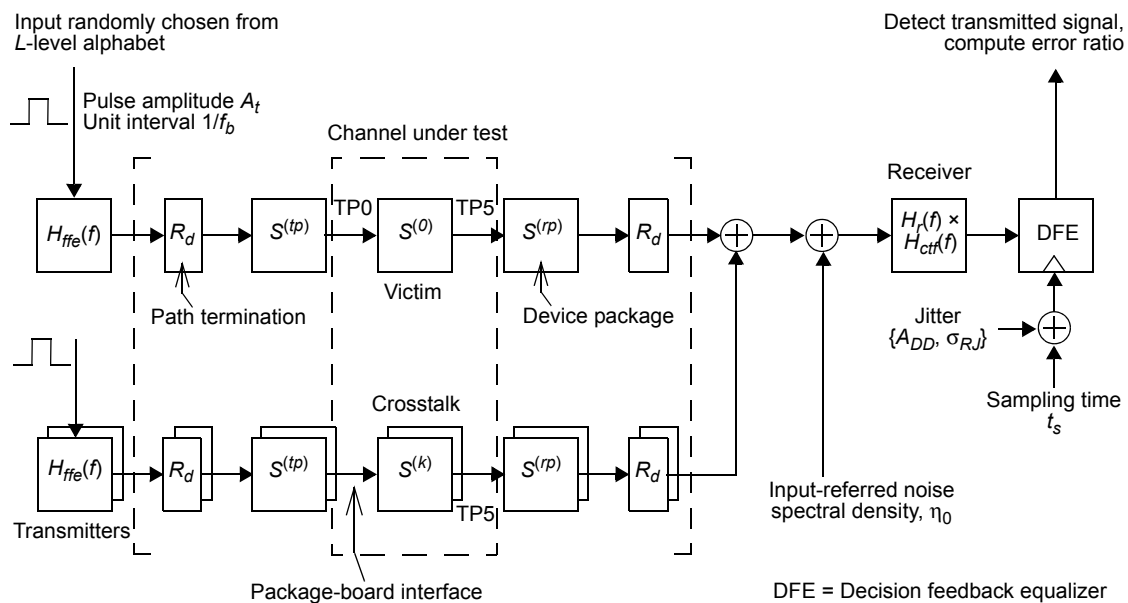 Input randomly chosen from
L-level alphabet
Detect transmitted signal,
compute error ratio
Pulse amplitude A_t
Unit interval 1/f_b
Channel under test
Receiver
H_ffe(f)
R_d
S^(tp)
TP0
S^(0)
TP5
S^(rp)
R_d
H_r(f) ×
H_ctf(f)
DFE
Victim
Path termination
Device package
Jitter
{A_DD, σ_RJ}
Crosstalk
Sampling time
t_s
H_ffe(f)
R_d
S^(tp)
S^(k)
S^(rp)
R_d
TP5
Transmitters
Input-referred noise
spectral density, η_0
Package-board interface
DFE = Decision feedback equalizer